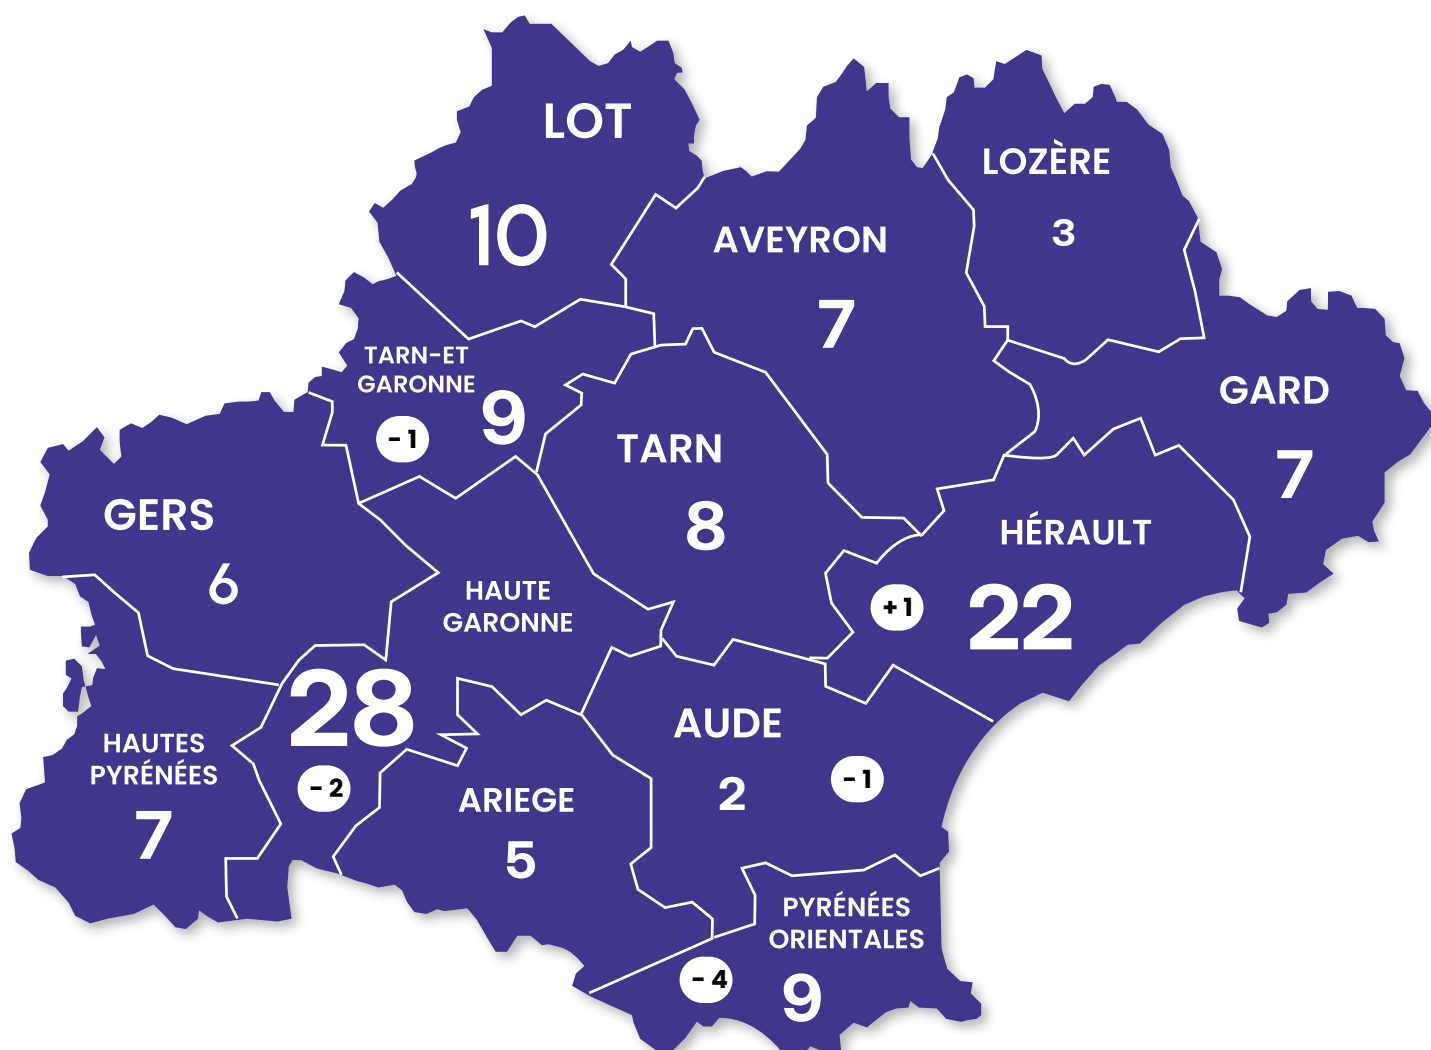 LOT
10
LOZÈRE
3
AVEYRON
7
TARN-ET
GARONNE
9
- 1
GARD
7
TARN
8
GERS
6
HÉRAULT
+ 1
22
HAUTE
GARONNE
28
- 2
HAUTES
PYRÉNÉES
7
AUDE
2
- 1
ARIEGE
5
PYRÉNÉES
ORIENTALES
- 4
9